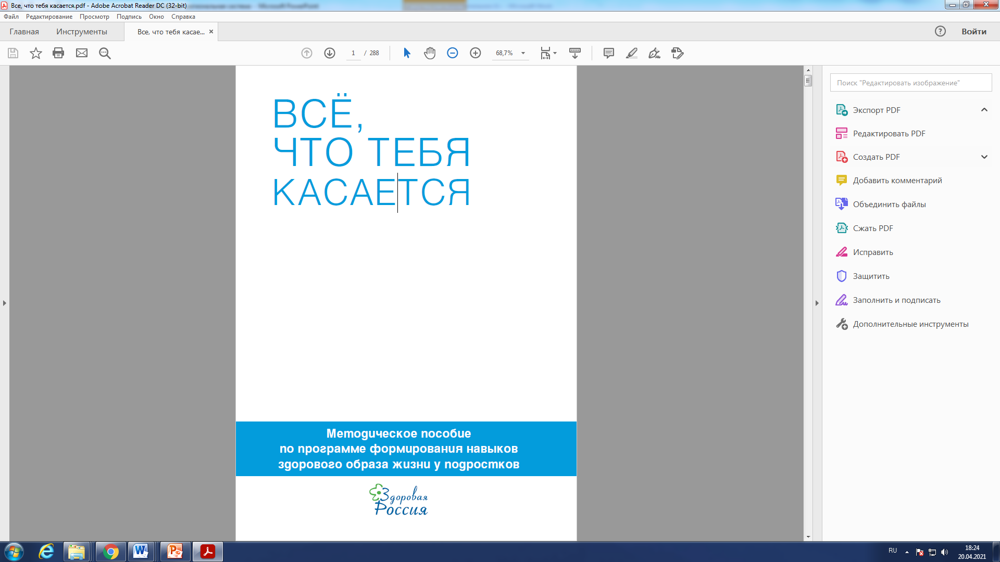 Все, что тебя касается.pdf - Adobe Acrobat Reader DC (32-bit)
Файл Редактирование Просмотр Подпись Окно Справка
Главная Инструменты Все, что тебя касае... Войти
1 / 288 68,7%
Поиск "Редактировать изображение"
Экспорт PDF
Редактировать PDF
Создать PDF
Добавить комментарий
Объединить файлы
Сжать PDF
Исправить
Защитить
Заполнить и подписать
Дополнительные инструменты
ВСЁ,
ЧТО ТЕБЯ
КАСАЕТСЯ
Методическое пособие
по программе формирования навыков
здорового образа жизни у подростков
Здоровая
Россия
RU
18:24
20.04.2021